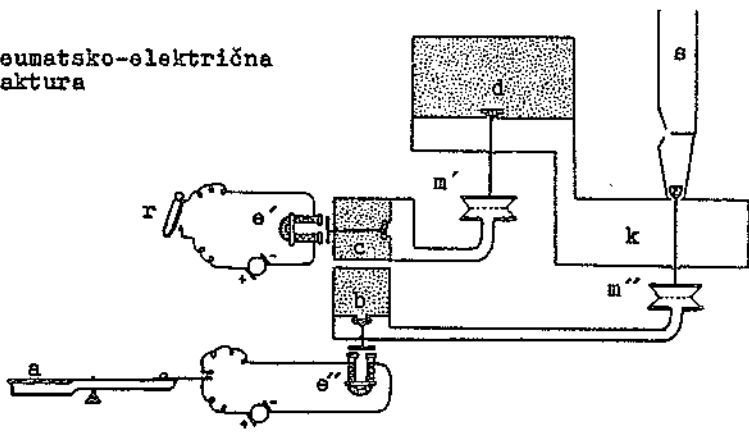 eumatsko-električna
aktura
s
d
m′
r
e′
c
k
+ -
b
m″
a
e″
+ -